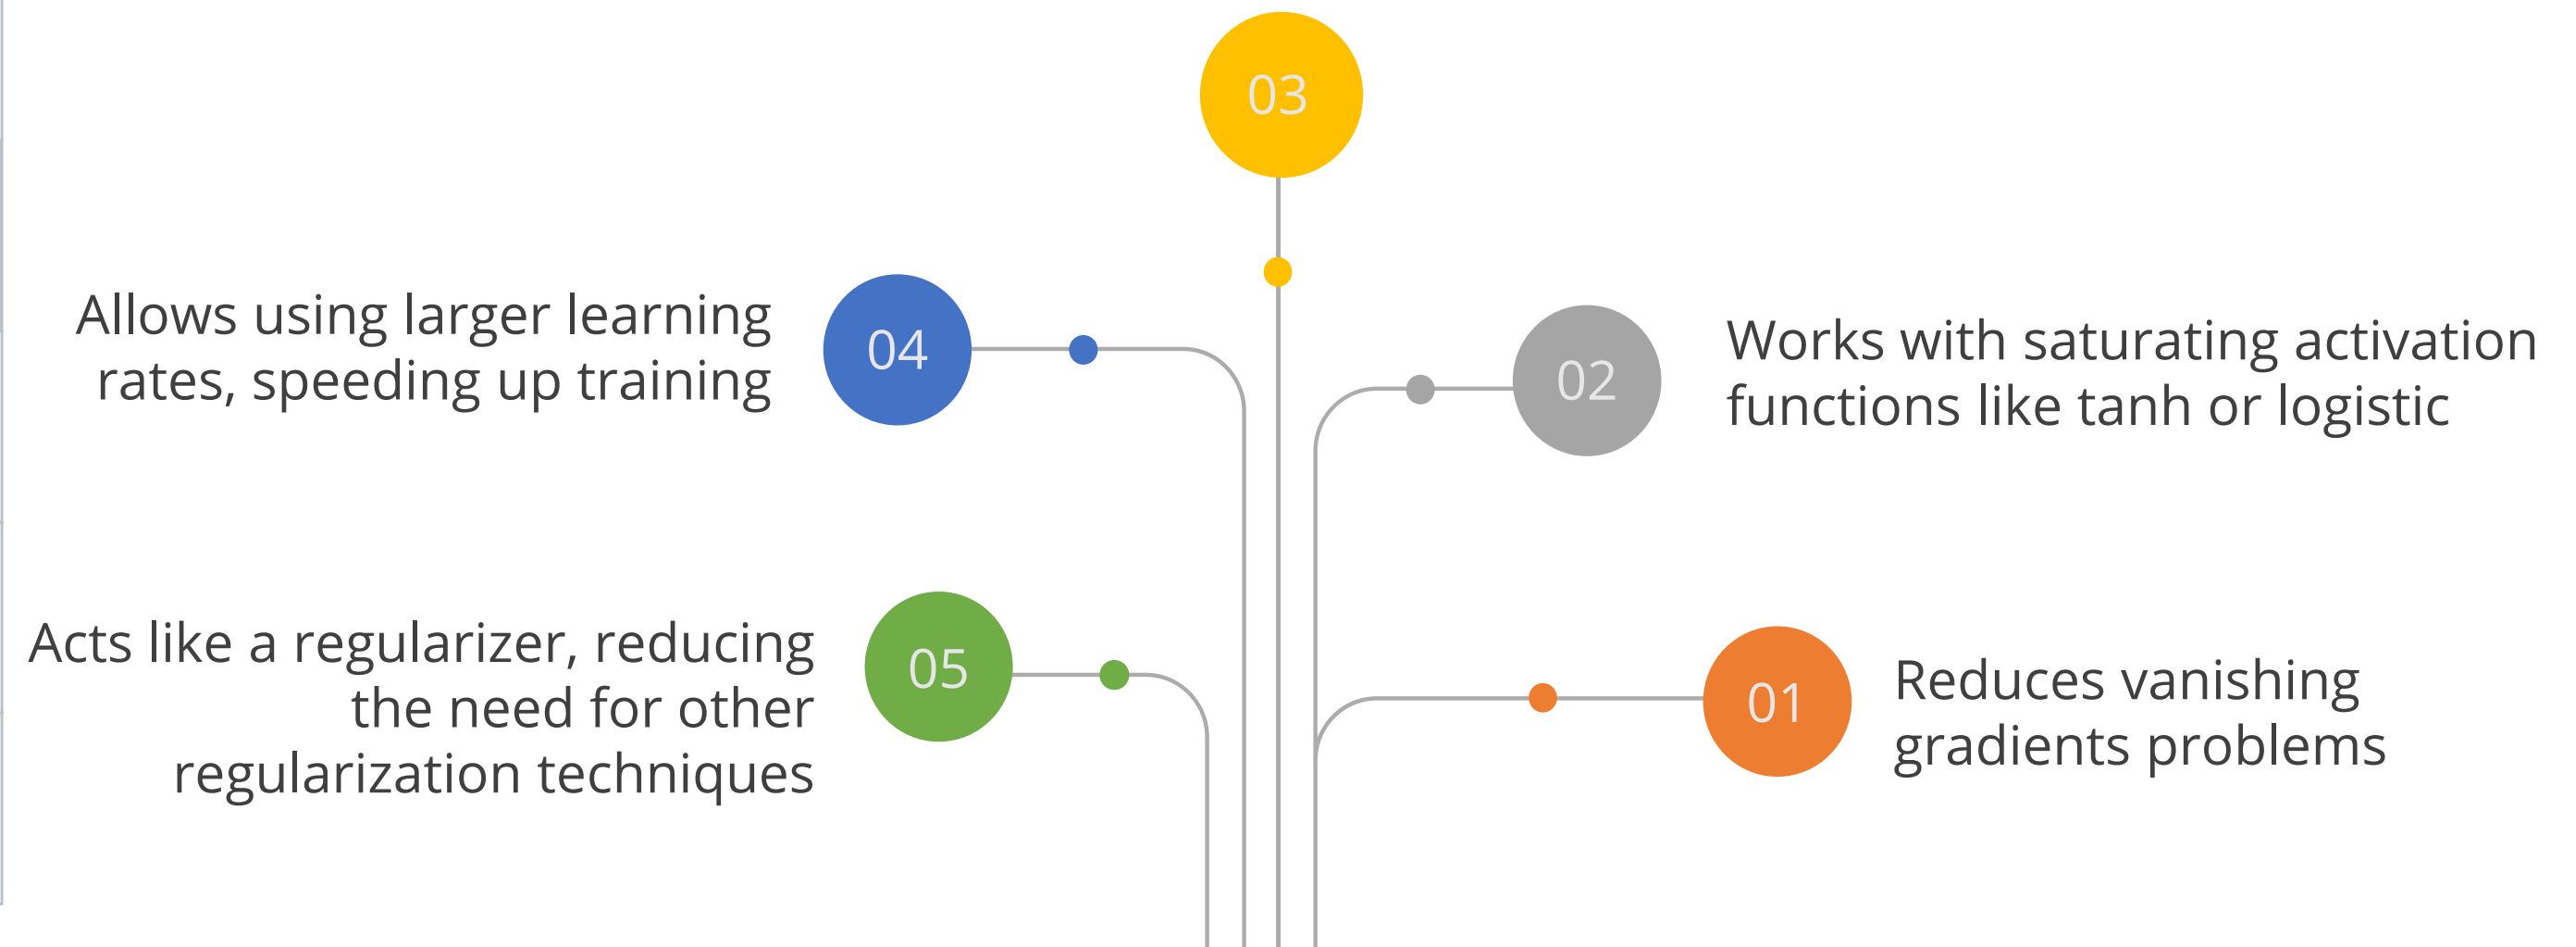 03
04
Allows using larger learning
rates, speeding up training
02
Works with saturating activation
functions like tanh or logistic
05
Acts like a regularizer, reducing
the need for other
regularization techniques
01
Reduces vanishing
gradients problems